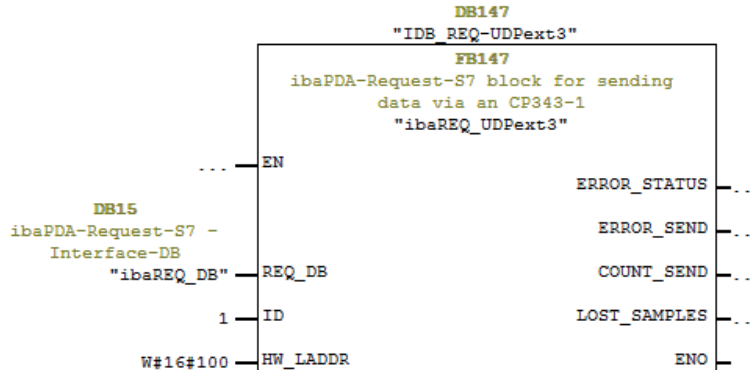 DB147
"IDB_REQ-UDPext3"
FB147
ibaPDA-Request-S7 block for sending
data via an CP343-1
"ibaREQ_UDPext3"
... EN
ERROR_STATUS ..
DB15
ibaPDA-Request-S7 -
Interface-DB
ERROR_SEND ..
"ibaREQ_DB" REQ_DB COUNT_SEND ..
1 ID LOST_SAMPLES ..
W#16#100 HW_LADDR ENO